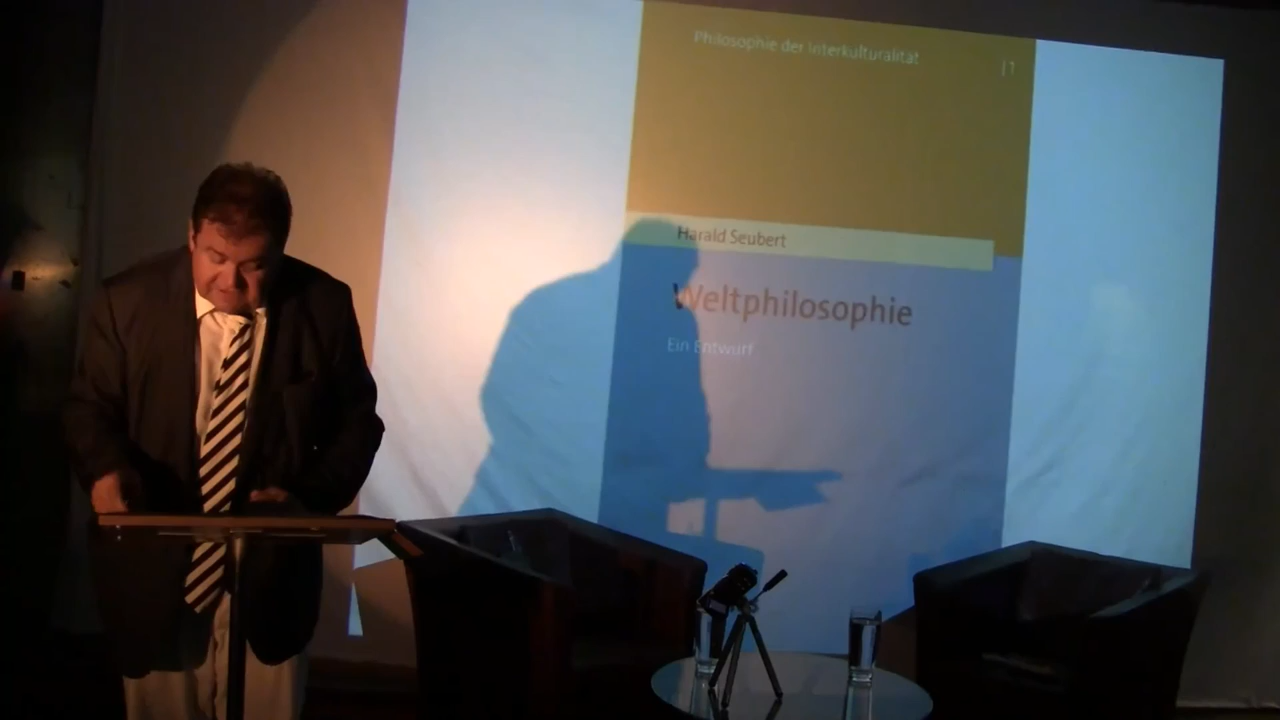 Philosophie der Interkulturalität
|1
Harald Seubert
Weltphilosophie
Ein Entwurf